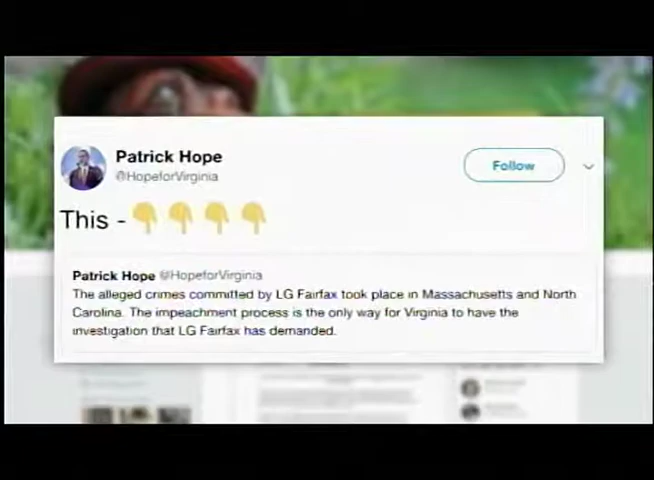 Patrick Hope
@HopeforVirginia
Follow
This - 👇 👇 👇 👇
Patrick Hope @HopeforVirginia
The alleged crimes committed by LG Fairfax took place in Massachusetts and North
Carolina. The impeachment process is the only way for Virginia to have the
investigation that LG Fairfax has demanded.